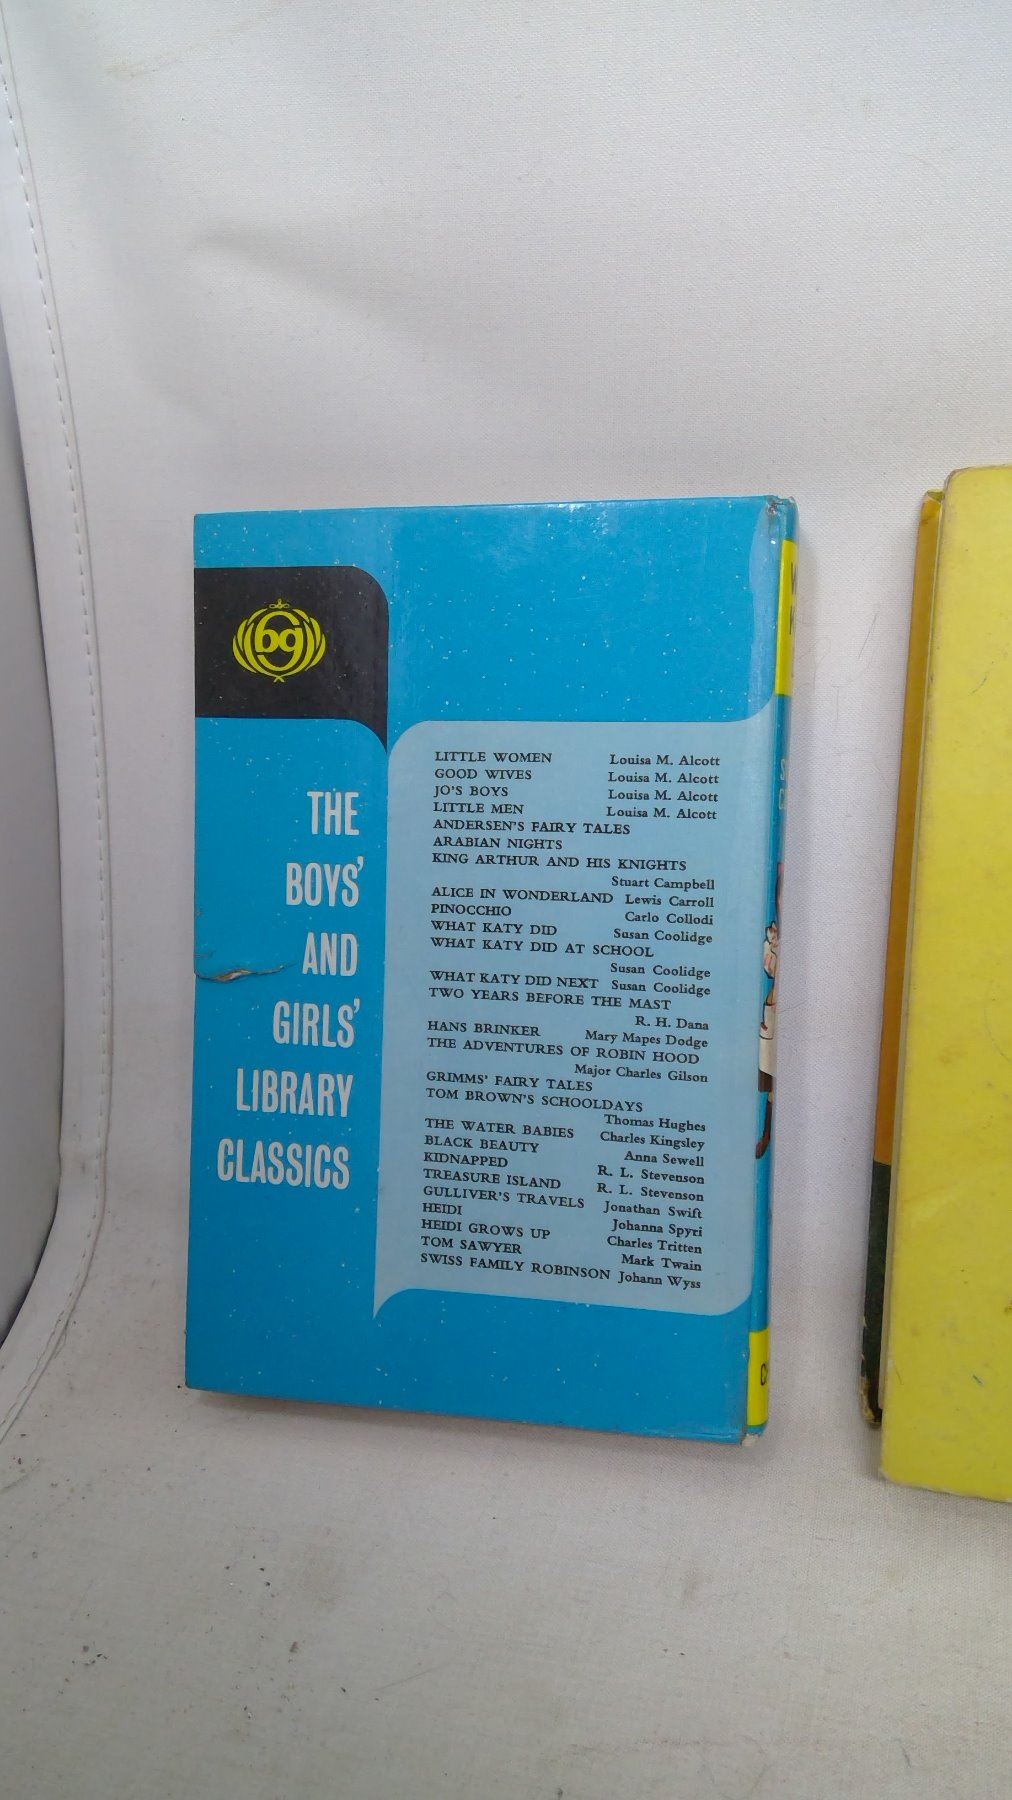 bg
THE
BOYS'
AND
GIRLS'
LIBRARY
CLASSICS
LITTLE WOMEN Louisa M. Alcott
GOOD WIVES Louisa M. Alcott
JO'S BOYS Louisa M. Alcott
LITTLE MEN Louisa M. Alcott
ANDERSEN'S FAIRY TALES
ARABIAN NIGHTS
KING ARTHUR AND HIS KNIGHTS
Stuart Campbell
ALICE IN WONDERLAND Lewis Carroll
PINOCCHIO Carlo Collodi
WHAT KATY DID Susan Coolidge
WHAT KATY DID AT SCHOOL
Susan Coolidge
WHAT KATY DID NEXT Susan Coolidge
TWO YEARS BEFORE THE MAST
R. H. Dana
HANS BRINKER Mary Mapes Dodge
THE ADVENTURES OF ROBIN HOOD
Major Charles Gilson
GRIMMS' FAIRY TALES
TOM BROWN'S SCHOOLDAYS
Thomas Hughes
THE WATER BABIES Charles Kingsley
BLACK BEAUTY Anna Sewell
KIDNAPPED R. L. Stevenson
TREASURE ISLAND R. L. Stevenson
GULLIVER'S TRAVELS Jonathan Swift
HEIDI Johanna Spyri
HEIDI GROWS UP Charles Tritten
TOM SAWYER Mark Twain
SWISS FAMILY ROBINSON Johann Wyss